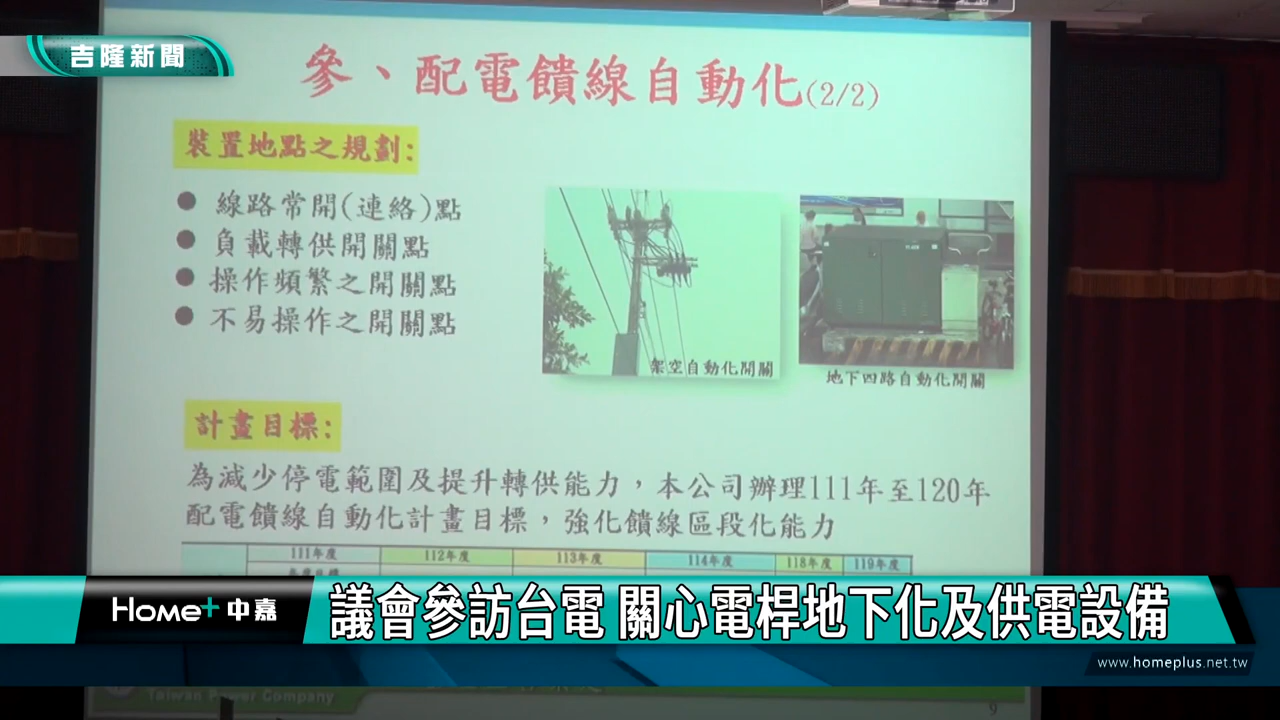 吉隆新聞
參、配電饋線自動化(2/2)
裝置地點之規劃:
線路常開(連絡)點
負載轉供開關點
操作頻繁之開關點
不易操作之開關點
架空自動化開關
地下四路自動化開關
計畫目標:
為減少停電範圍及提升轉供能力，本公司辦理111年至120年
配電饋線自動化計畫目標，強化饋線區段化能力
111年度 112年度 113年度 114年度 118年度 119年度
Home+中嘉
議會參訪台電 關心電桿地下化及供電設備
www.homeplus.net.tw
Taiwan Power Company
9